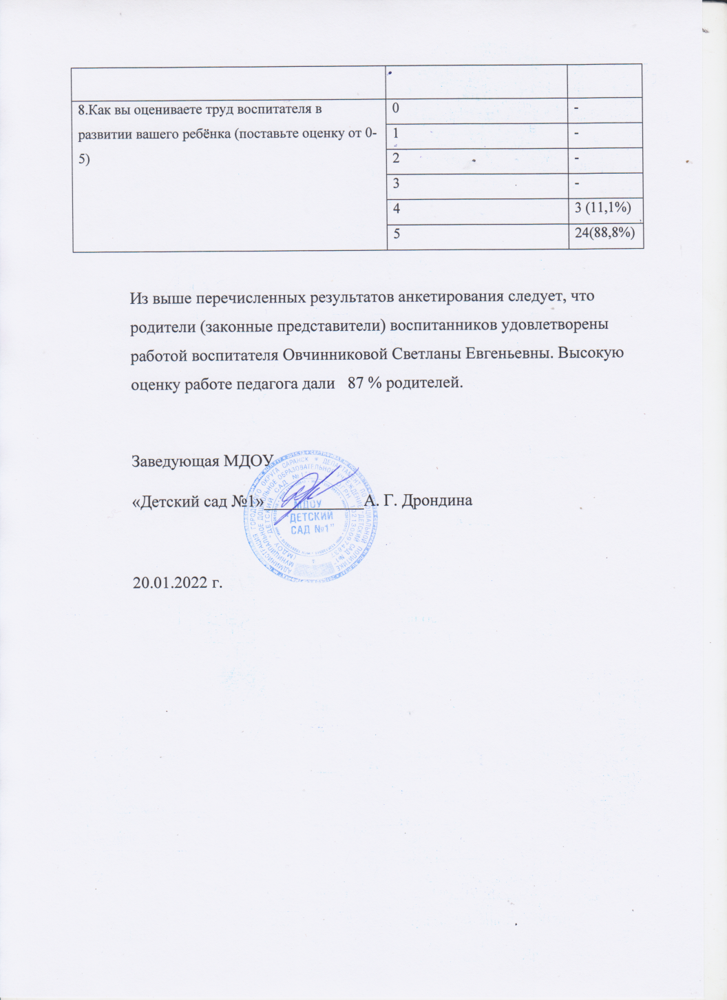 8.Как вы оцениваете труд воспитателя в
развитии вашего ребёнка (поставьте оценку от 0-
5)
0 -
1 -
2 -
3 -
4 3 (11,1%)
5 24(88,8%)
Из выше перечисленных результатов анкетирования следует, что
родители (законные представители) воспитанников удовлетворены
работой воспитателя Овчинниковой Светланы Евгеньевны. Высокую
оценку работе педагога дали 87 % родителей.
Заведующая МДОУ
«Детский сад №1»____________А. Г. Дрондина
МДОУ
"ДЕТСКИЙ
САД №1"
20.01.2022 г.